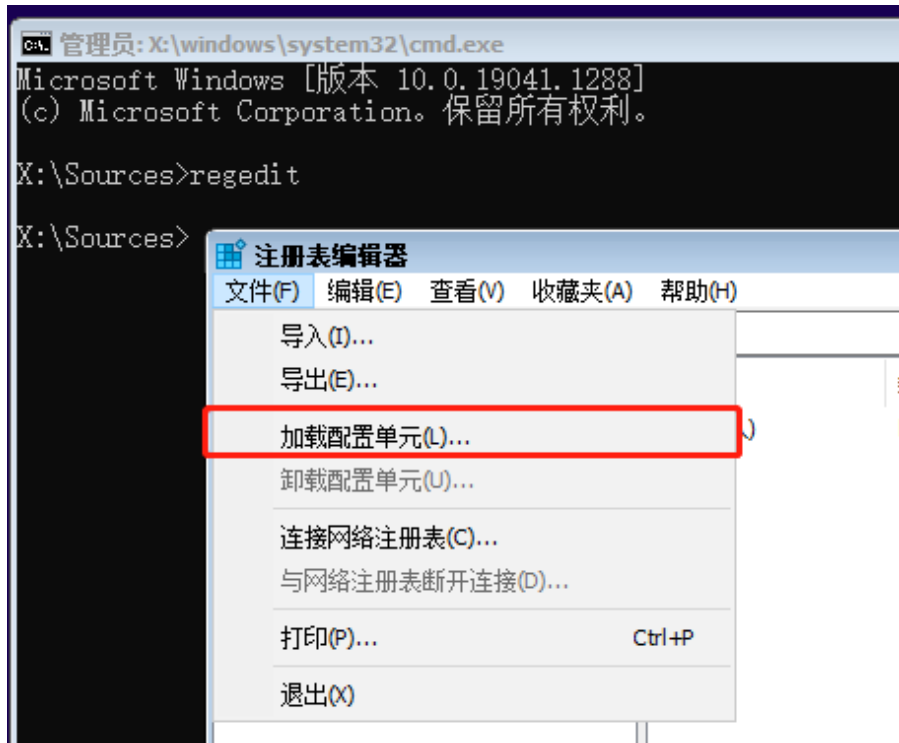 管理员: X:\windows\system32\cmd.exe
Microsoft Windows [版本 10.0.19041.1288]
(c) Microsoft Corporation。保留所有权利。
X:\Sources>regedit
X:\Sources>
注册表编辑器
文件(F) 编辑(E) 查看(V) 收藏夹(A) 帮助(H)
导入(I)...
导出(E)...
加载配置单元(L)...
卸载配置单元(U)...
连接网络注册表(C)...
与网络注册表断开连接(D)...
打印(P)... Ctrl+P
退出(X)